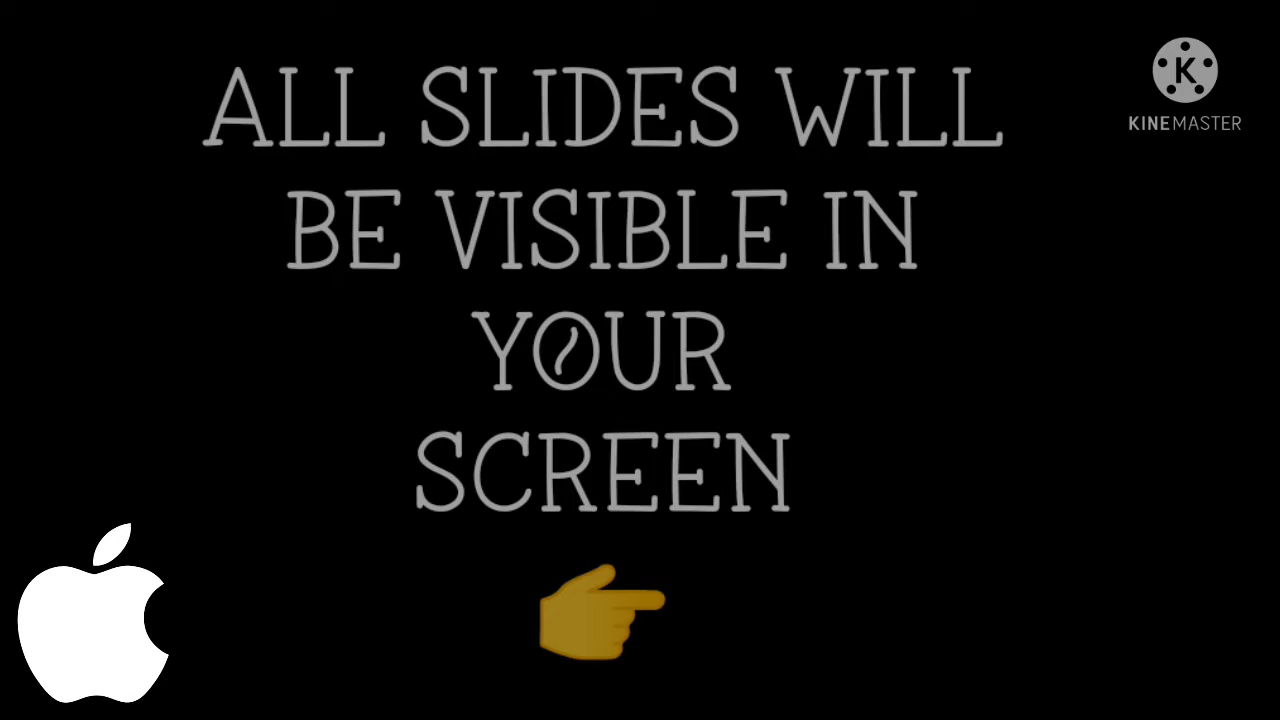 ALL SLIDES WILL
BE VISIBLE IN
YOUR
SCREEN
K
KINEMASTER